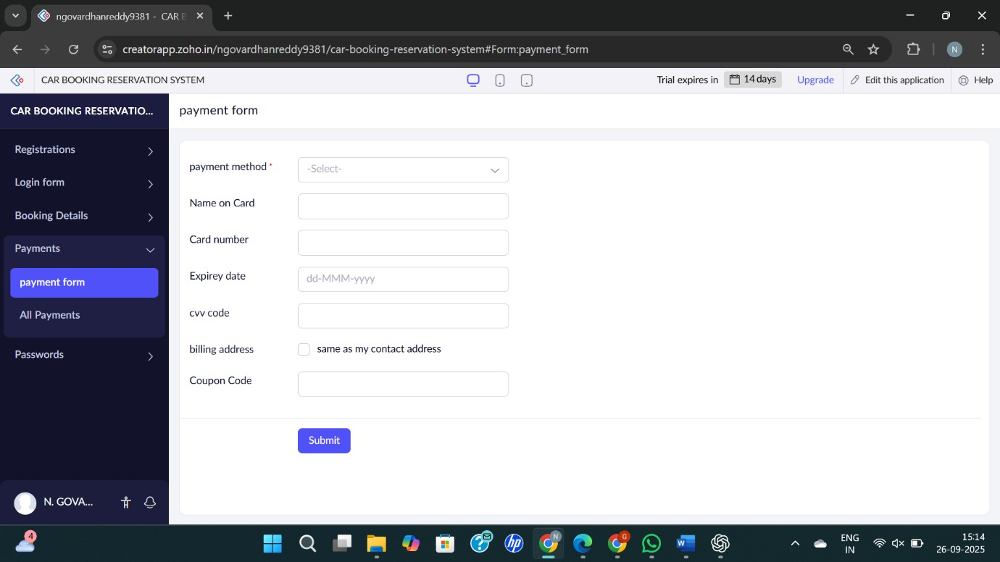 ngovardhanreddy9381 - CAR B
creatorapp.zoho.in/ngovardhanreddy9381/car-booking-reservation-system#Form:payment_form
N
CAR BOOKING RESERVATION SYSTEM
Trial expires in 14 days Upgrade Edit this application Help
CAR BOOKING RESERVATIO...
payment form
Registrations
Login form
Booking Details
Payments
payment form
All Payments
Passwords
payment method *
-Select-
Name on Card
Card number
Expirey date
dd-MMM-yyyy
cvv code
billing address
same as my contact address
Coupon Code
Submit
N. GOVA...
4
hp
N
G
W
ENG
IN
15:14
26-09-2025